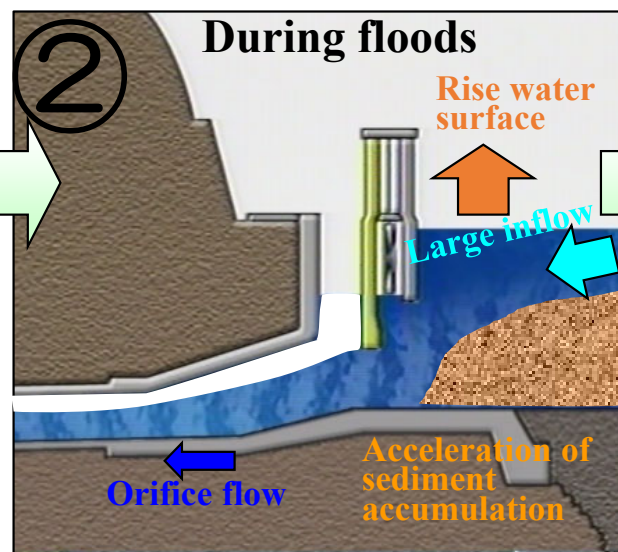 ②
During floods
Rise water
surface
Large inflow
Acceleration of
sediment
accumulation
Orifice flow